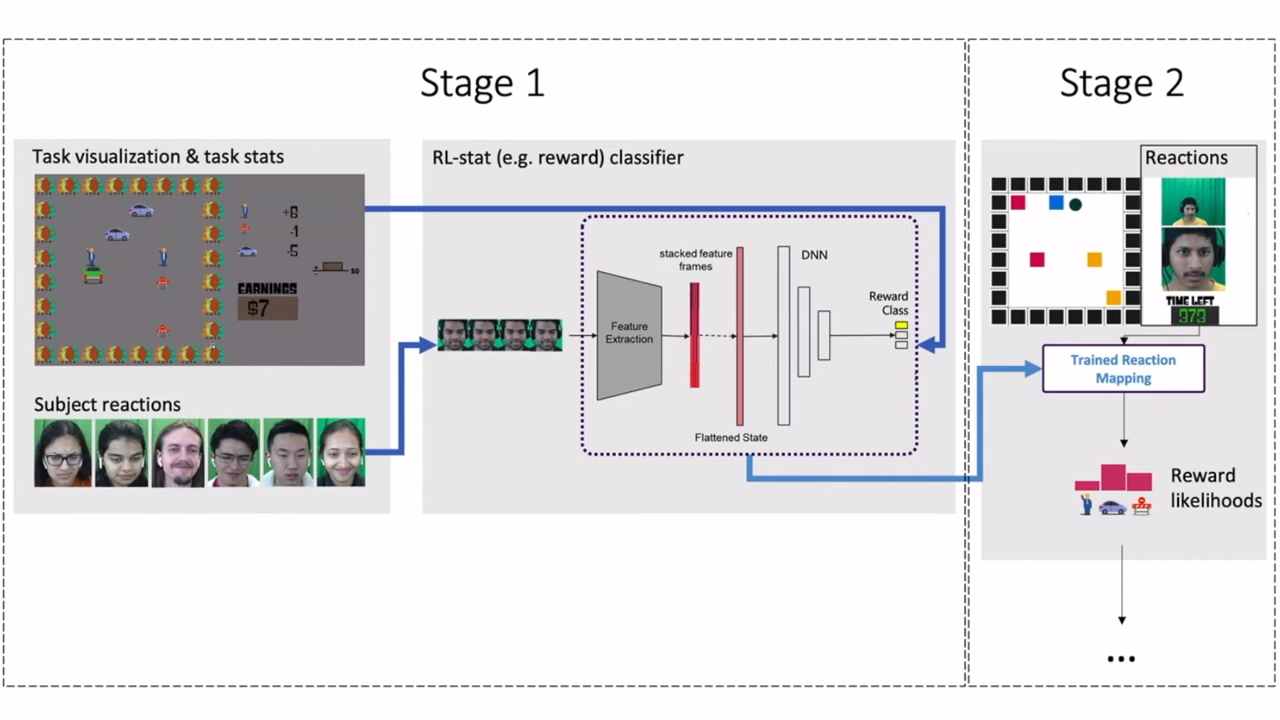 Stage 1
Stage 2
Task visualization & task stats
+6
-1
-5
$0
EARNINGS
$7
Subject reactions
RL-stat (e.g. reward) classifier
Feature
Extraction
stacked feature
frames
Flattened State
DNN
Reward
Class
Reactions
TIME LEFT
373
Trained Reaction
Mapping
Reward
likelihoods
...